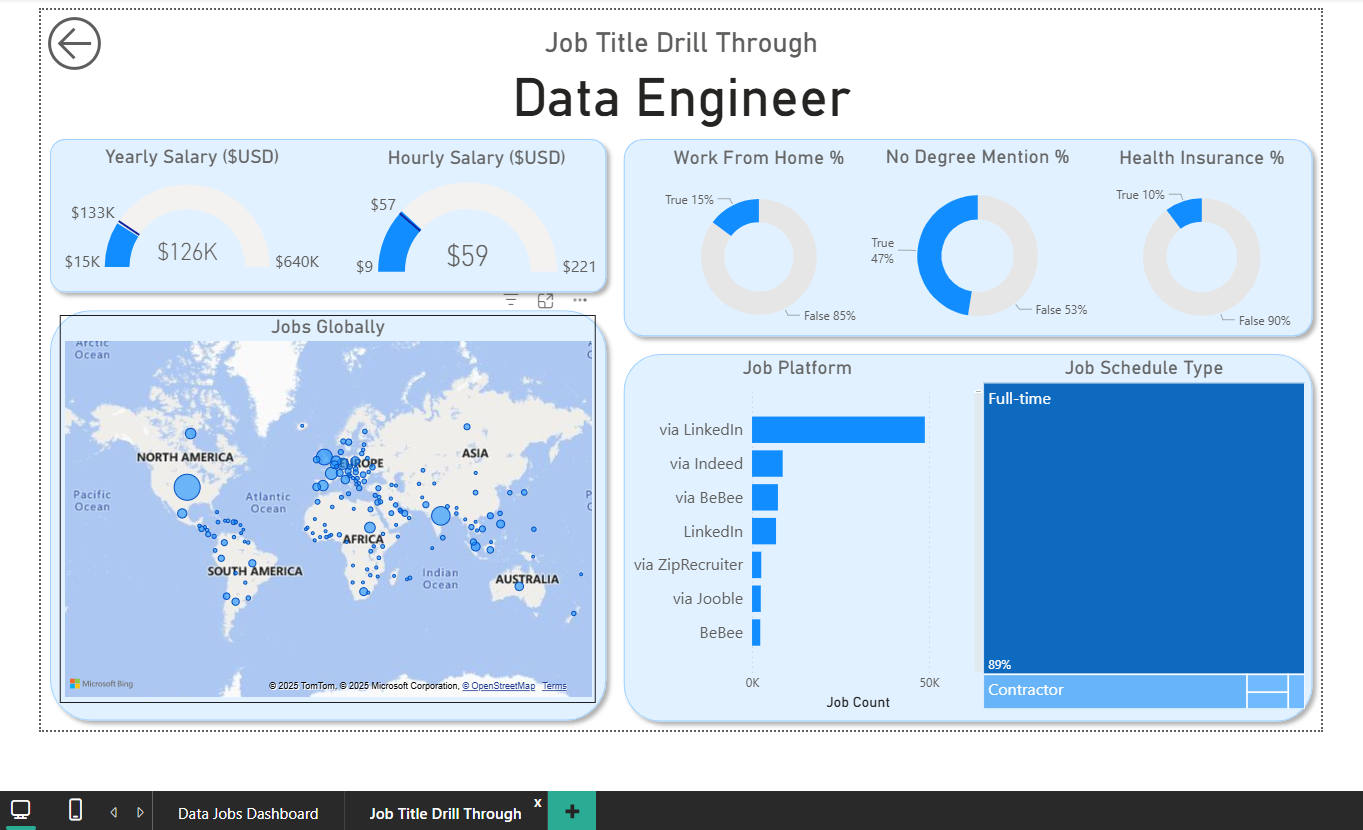 Job Title Drill Through
Data Engineer
Yearly Salary ($USD)
$133K
$15K
$126K
$640K
Hourly Salary ($USD)
$57
$9
$59
$221
Work From Home %
True 15%
False 85%
No Degree Mention %
True
47%
False 53%
Health Insurance %
True 10%
False 90%
Jobs Globally
Arctic
Ocean
NORTH AMERICA
EUROPE
ASIA
Pacific
Ocean
Atlantic
Ocean
AFRICA
SOUTH AMERICA
Indian
Ocean
AUSTRALIA
Microsoft Bing
© 2025 TomTom, © 2025 Microsoft Corporation, © OpenStreetMap Terms
Job Platform
via LinkedIn
via Indeed
via BeBee
LinkedIn
via ZipRecruiter
via Jooble
BeBee
0K
50K
Job Count
Job Schedule Type
Full-time
89%
Contractor
Data Jobs Dashboard
Job Title Drill Through
x
+